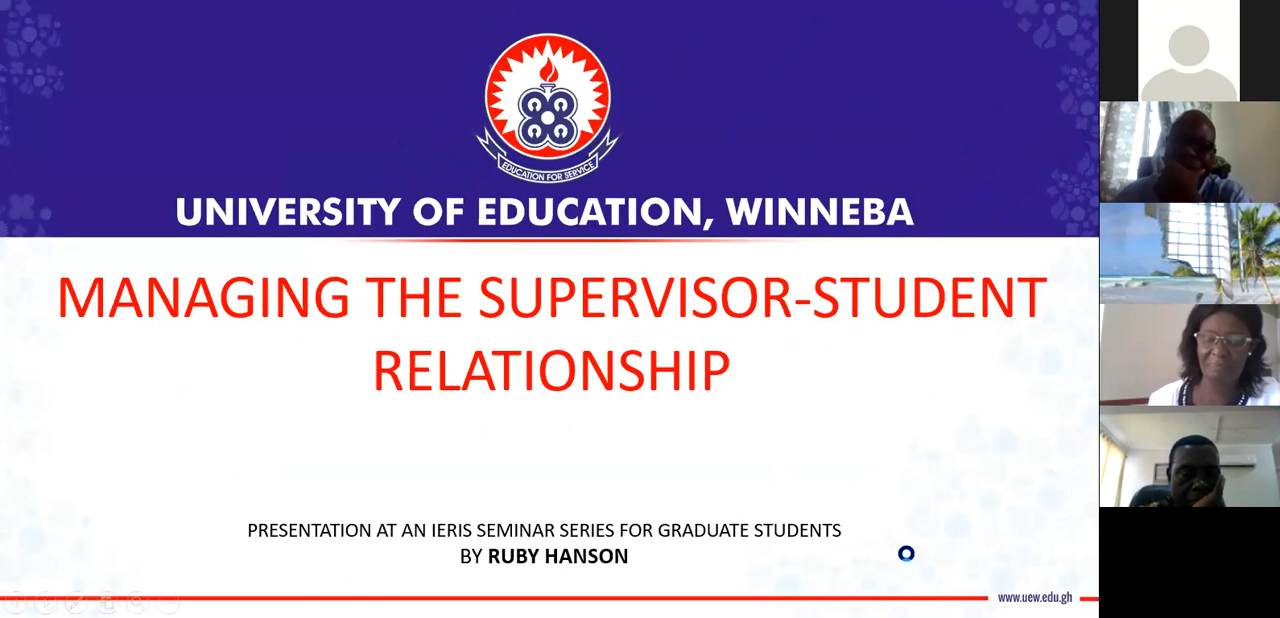 EDUCATION FOR SERVICE
UNIVERSITY OF EDUCATION, WINNEBA
MANAGING THE SUPERVISOR-STUDENT
RELATIONSHIP
PRESENTATION AT AN IERIS SEMINAR SERIES FOR GRADUATE STUDENTS
BY RUBY HANSON
www.uew.edu.gh